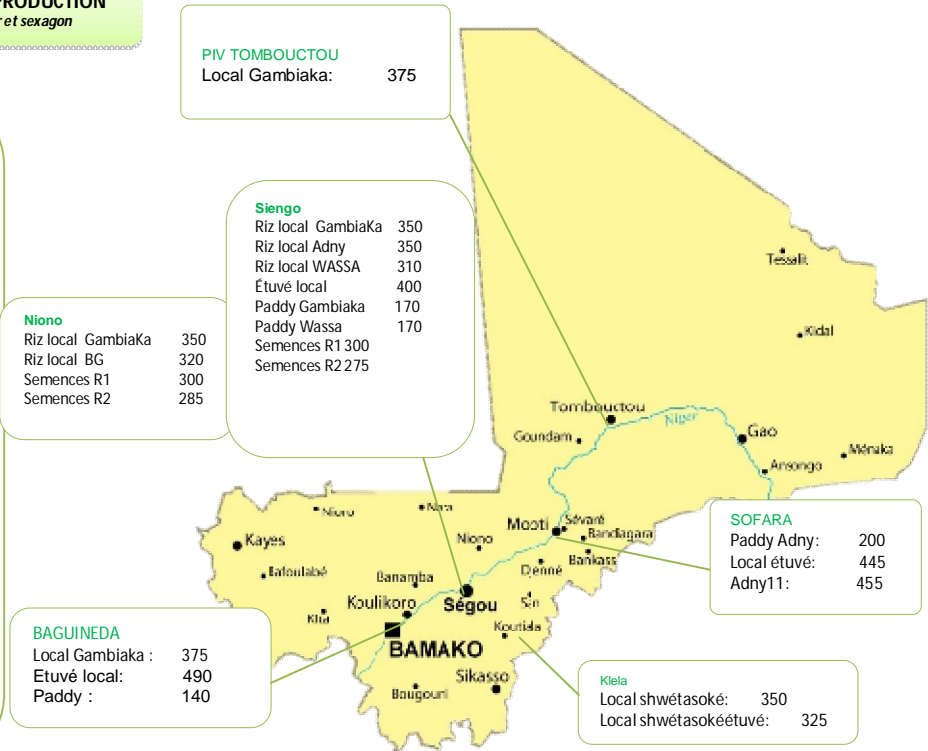 PRODUCTION
r et sexagon
PIV TOMBOUCTOU
Local Gambiaka: 375
Siengo
Riz local GambiaKa 350
Riz local Adny 350
Riz local WASSA 310
Étuvé local 400
Paddy Gambiaka 170
Paddy Wassa 170
Semences R1 300
Semences R2 275
Niono
Riz local GambiaKa 350
Riz local BG 320
Semences R1 300
Semences R2 285
Tessalit
Kidal
Tombouctou
Niger
Goundam
Gao
Ménaka
Ansongo
Nioro
Nara
Mopti
Sévaré
Bandiagara
Kayes
Niono
Bankass
Djenné
Bafoulabé
Banamba
Ségou
San
Koulikoro
Kita
Koutiala
BAMAKO
Sikasso
Bougouni
SOFARA
Paddy Adny: 200
Local étuvé: 445
Adny11: 455
BAGUINEDA
Local Gambiaka : 375
Etuvé local: 490
Paddy : 140
Klela
Local shwétasoké: 350
Local shwétasokéétuvé: 325